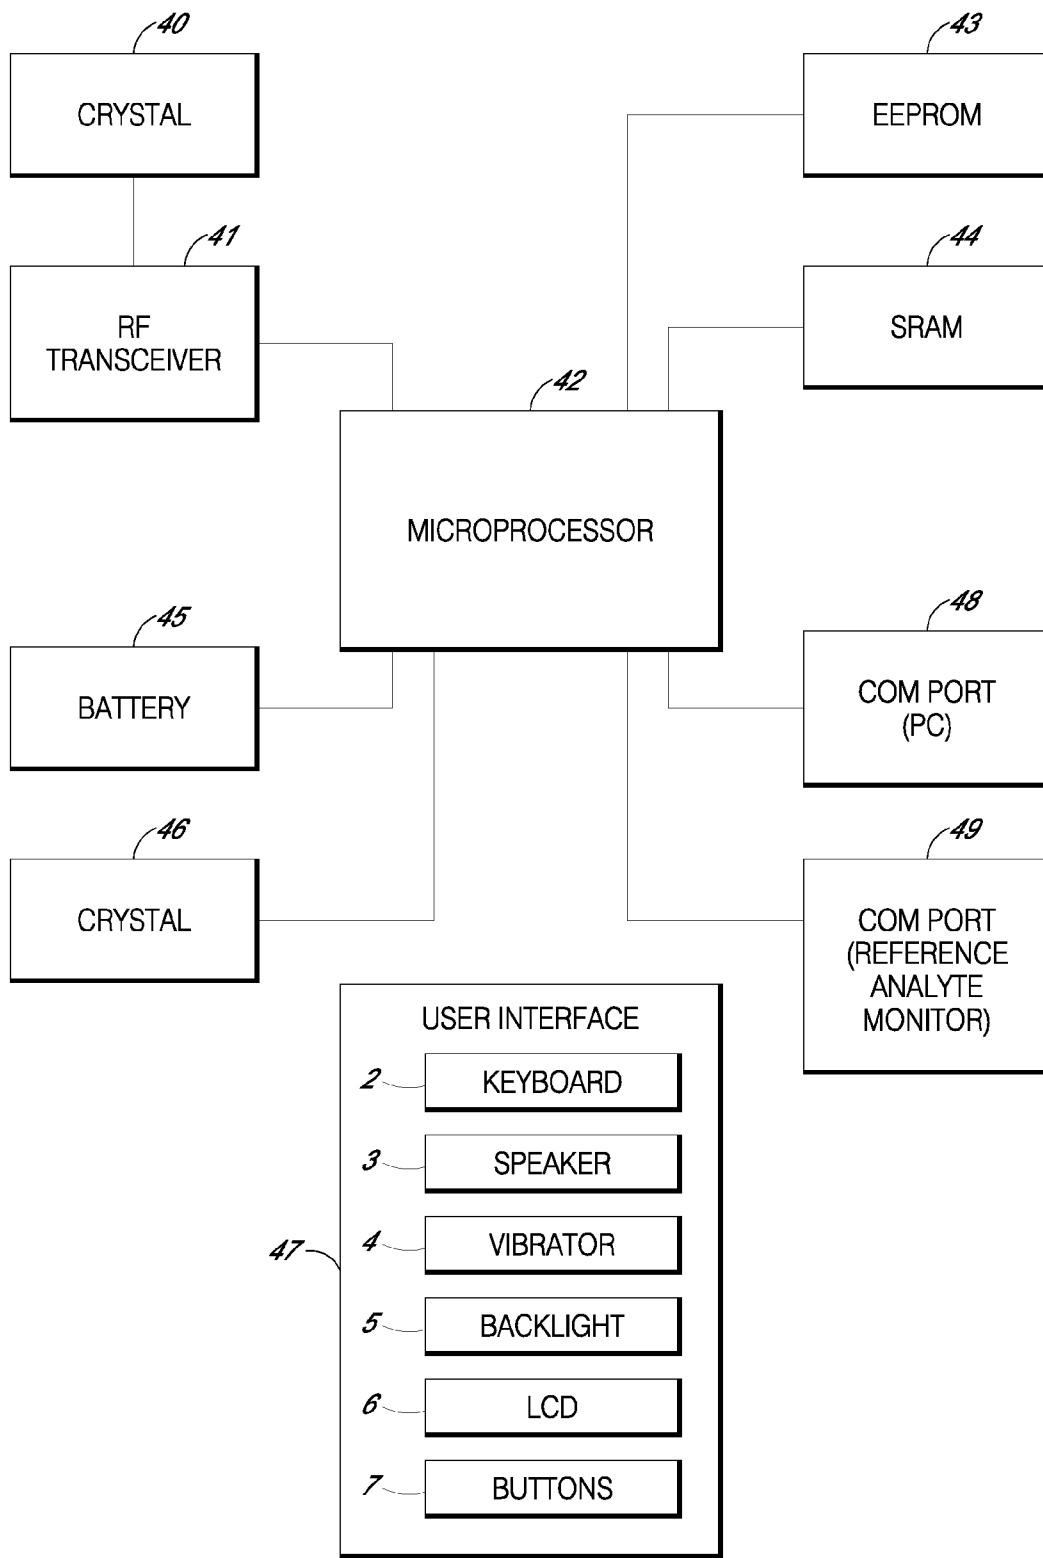 40
CRYSTAL
43
EEPROM
41
RF
TRANSCEIVER
44
SRAM
42
MICROPROCESSOR
45
BATTERY
48
COM PORT
(PC)
46
CRYSTAL
49
COM PORT
(REFERENCE
ANALYTE
MONITOR)
47
USER INTERFACE
2
KEYBOARD
3
SPEAKER
4
VIBRATOR
5
BACKLIGHT
6
LCD
7
BUTTONS